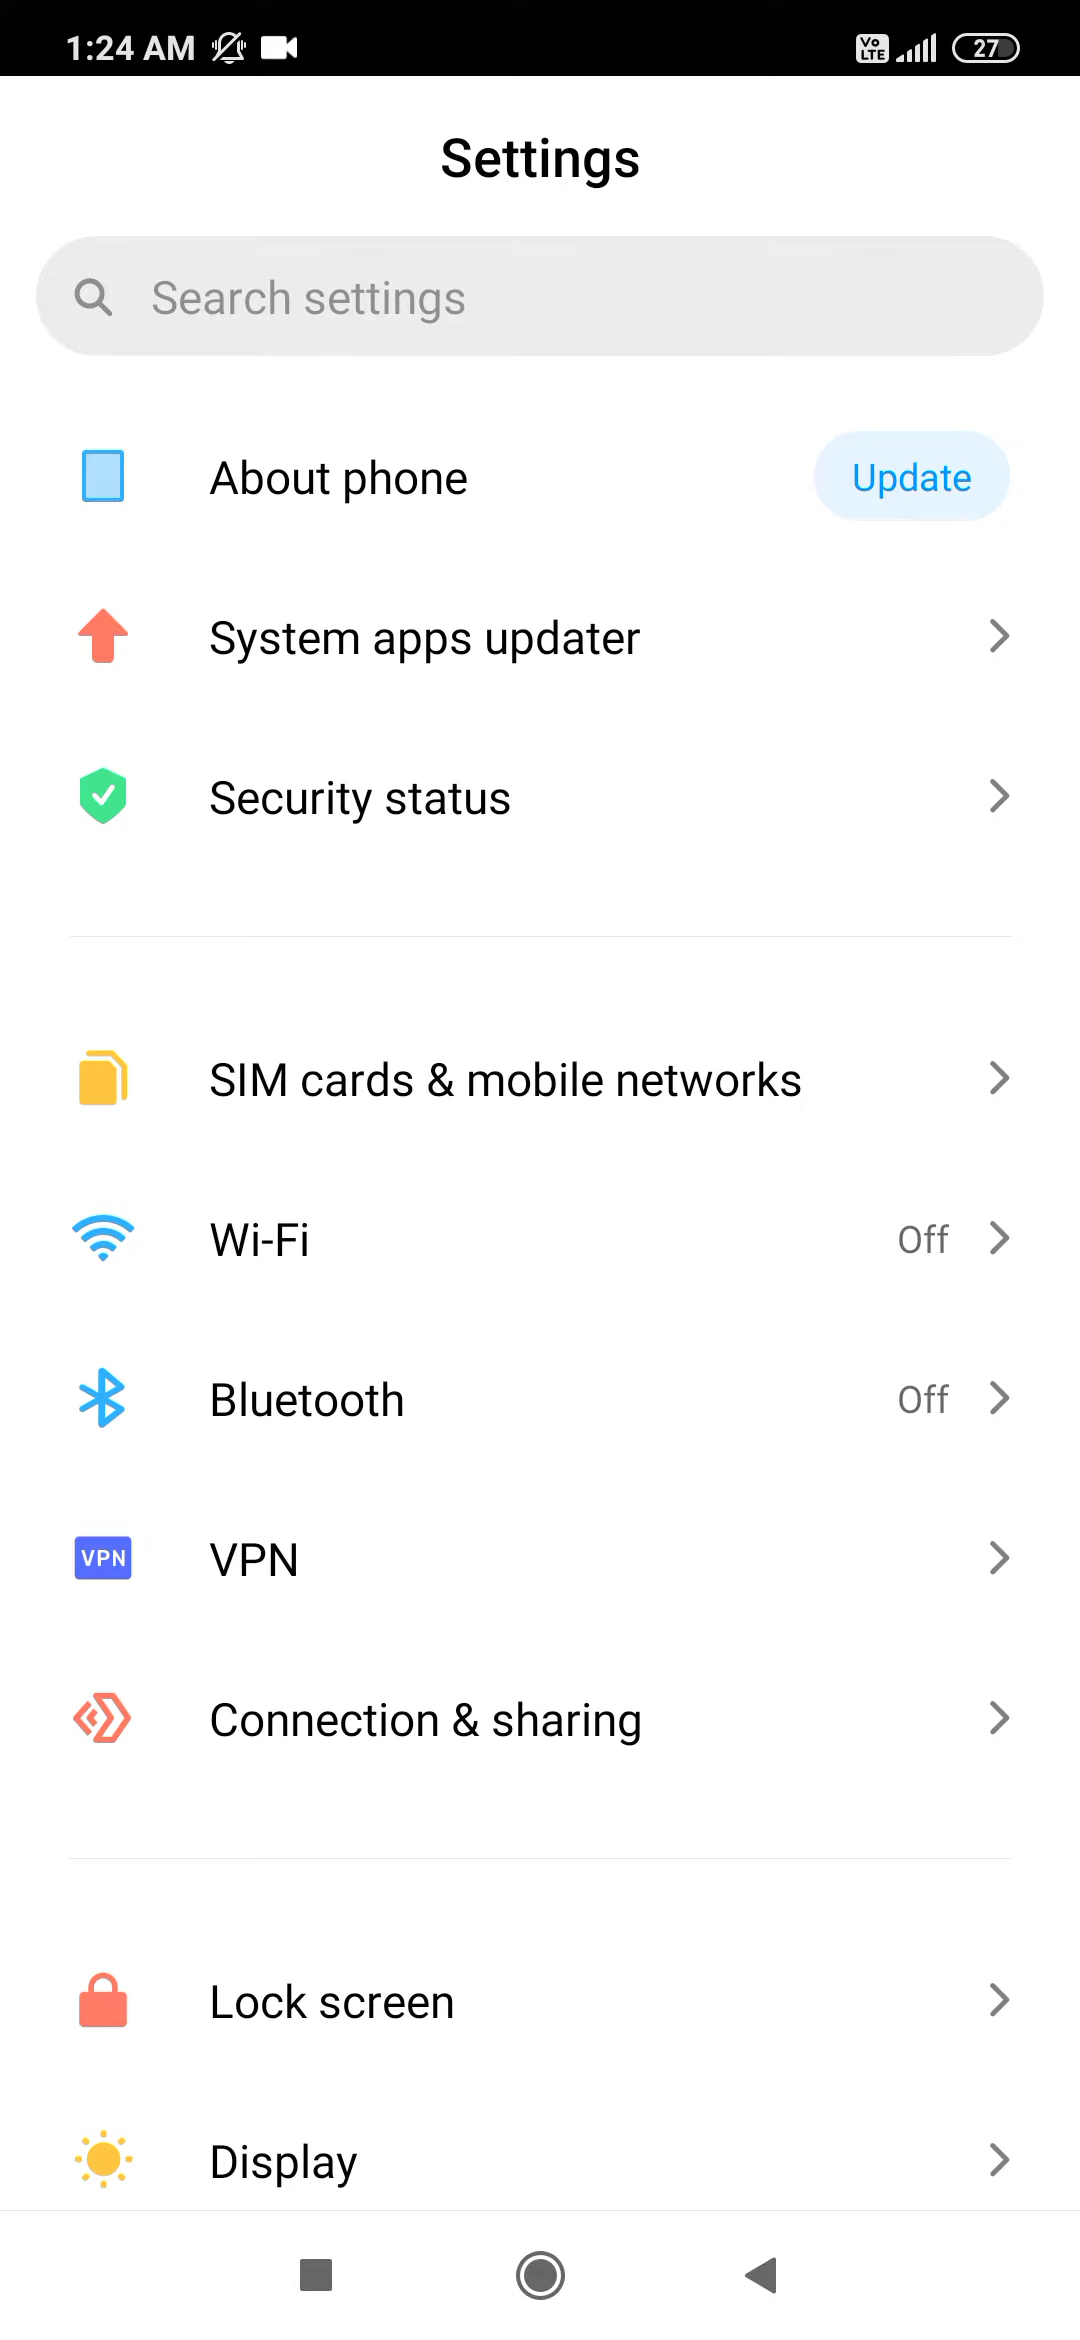 1:24 AM Vo LTE 27
Settings
Search settings
About phone Update
System apps updater
Security status
SIM cards & mobile networks
Wi-Fi Off
Bluetooth Off
VPN VPN
Connection & sharing
Lock screen
Display